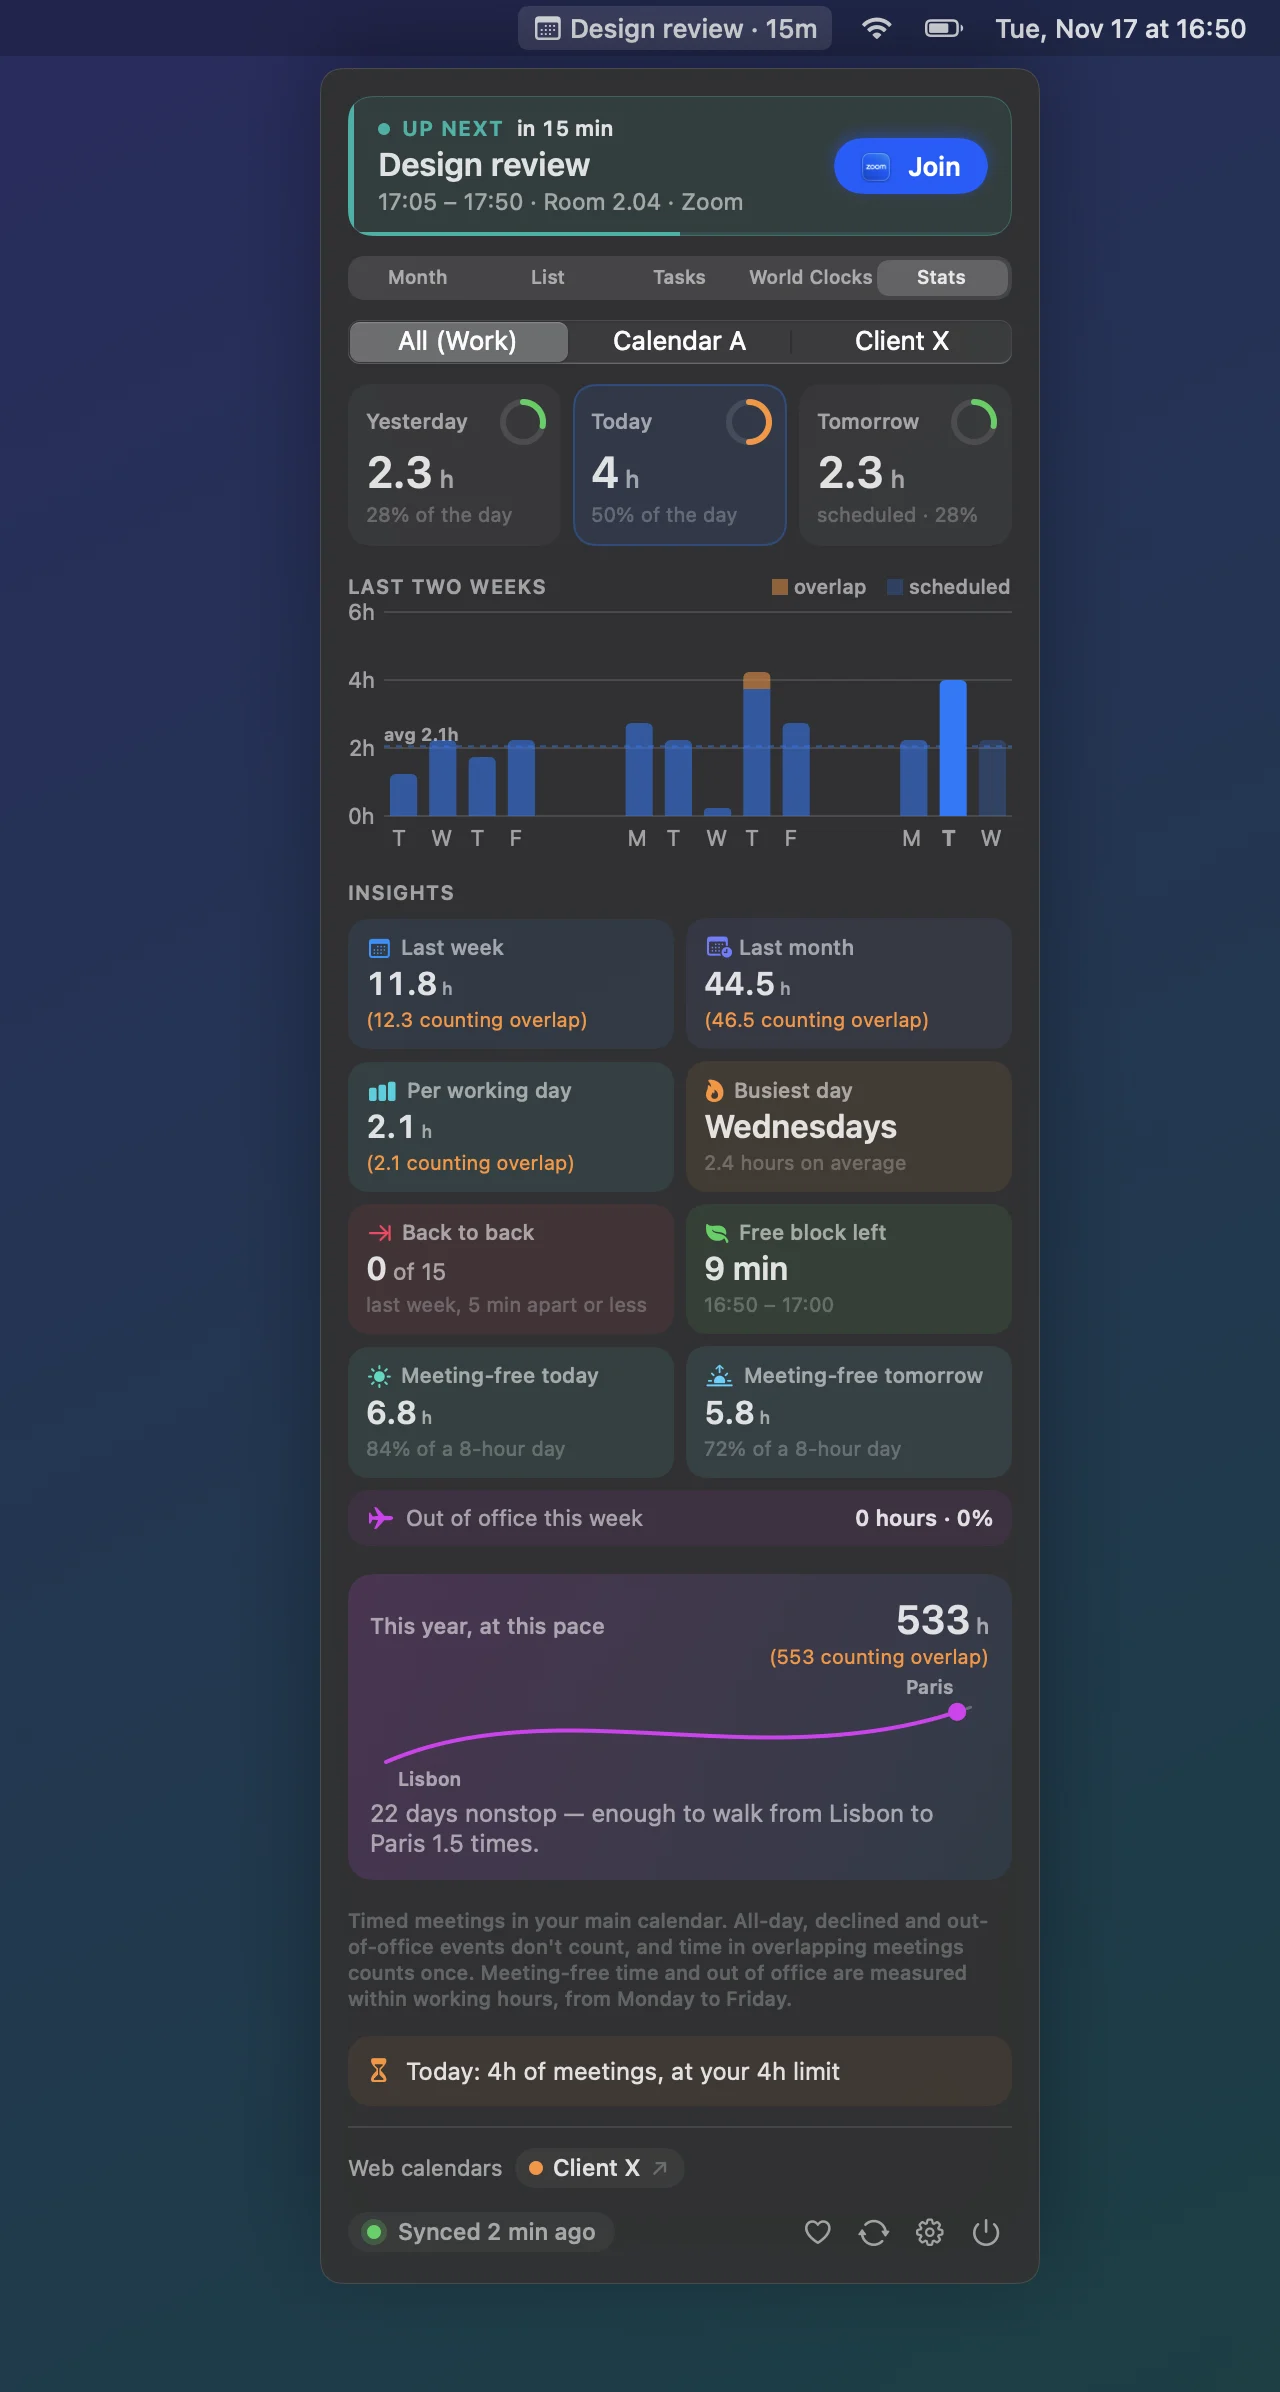 Design review · 15m
Tue, Nov 17 at 16:50
UP NEXT in 15 min
Design review
17:05 – 17:50 · Room 2.04 · Zoom
zoom Join
Month List Tasks World Clocks Stats
All (Work) Calendar A Client X
Yesterday
2.3 h
28% of the day
Today
4 h
50% of the day
Tomorrow
2.3 h
scheduled · 28%
LAST TWO WEEKS
overlap scheduled
6h
4h
avg 2.1h
2h
0h
T W T F M T W T F M T W
INSIGHTS
Last week
11.8 h
(12.3 counting overlap)
Last month
44.5 h
(46.5 counting overlap)
Per working day
2.1 h
(2.1 counting overlap)
Busiest day
Wednesdays
2.4 hours on average
Back to back
0 of 15
last week, 5 min apart or less
Free block left
9 min
16:50 – 17:00
Meeting-free today
6.8 h
84% of a 8-hour day
Meeting-free tomorrow
5.8 h
72% of a 8-hour day
Out of office this week 0 hours · 0%
This year, at this pace 533 h
(553 counting overlap)
Paris
Lisbon
22 days nonstop — enough to walk from Lisbon to
Paris 1.5 times.
Timed meetings in your main calendar. All-day, declined and out-
of-office events don't count, and time in overlapping meetings
counts once. Meeting-free time and out of office are measured
within working hours, from Monday to Friday.
Today: 4h of meetings, at your 4h limit
Web calendars Client X
Synced 2 min ago